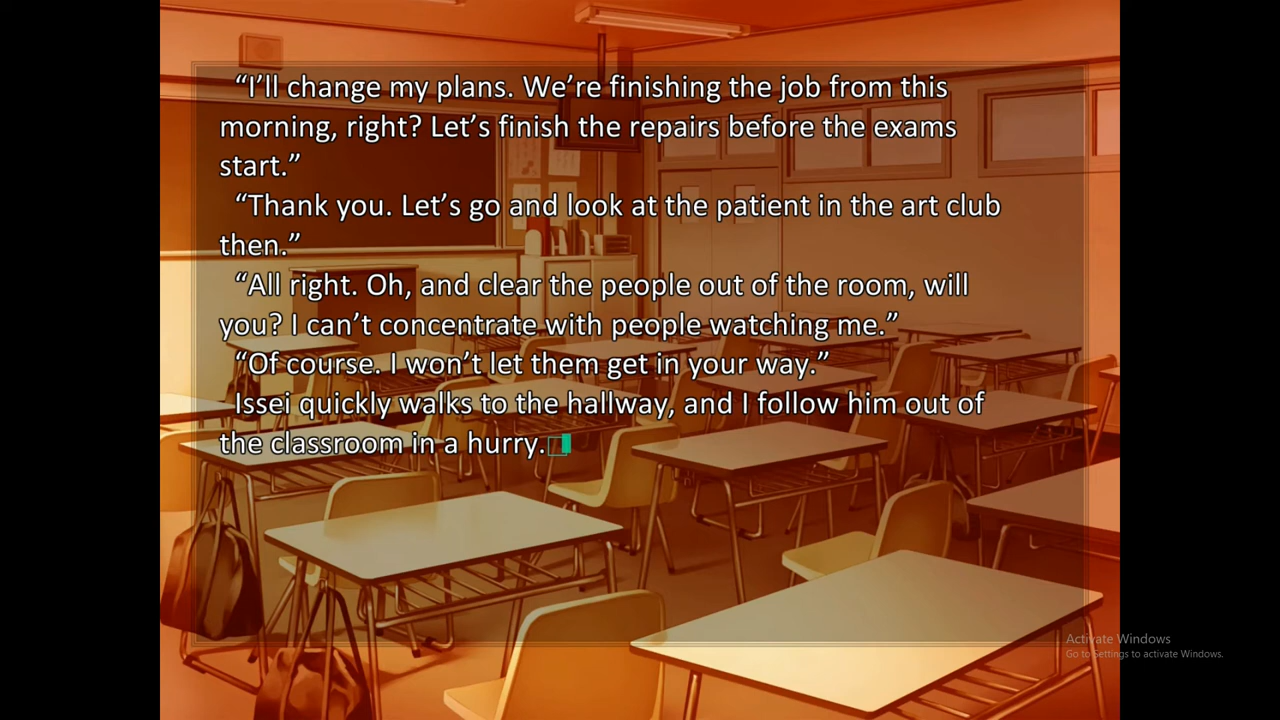 “I’ll change my plans. We’re finishing the job from this
morning, right? Let’s finish the repairs before the exams
start.”
“Thank you. Let’s go and look at the patient in the art club
then.”
“All right. Oh, and clear the people out of the room, will
you? I can’t concentrate with people watching me.”
“Of course. I won’t let them get in your way.”
Issei quickly walks to the hallway, and I follow him out of
the classroom in a hurry.
Activate Windows
Go to Settings to activate Windows.